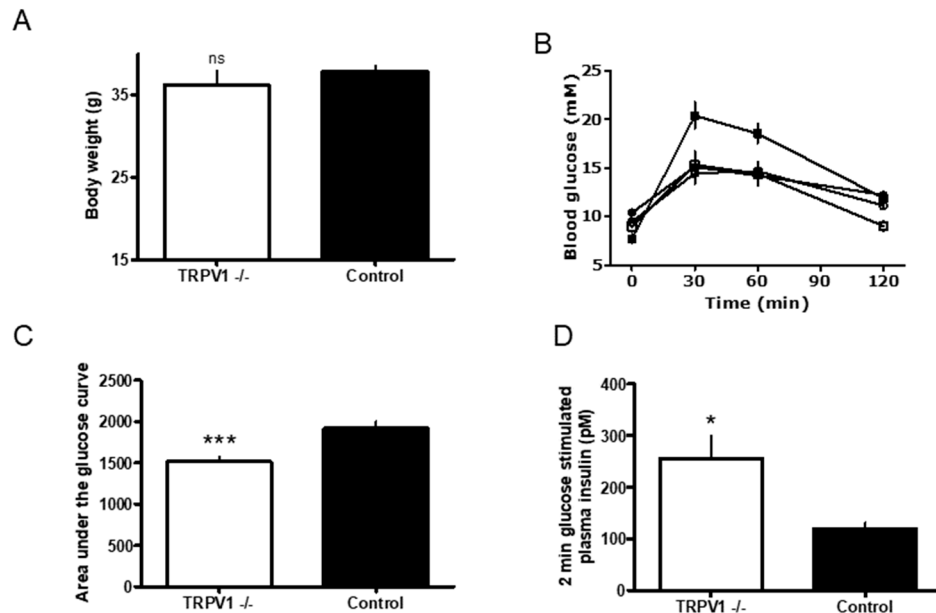 A
Body weight (g)
35
25
15
ns
TRPV1 -/-
Control
B
Blood glucose (mM)
25
20
15
10
5
0
30
60
90
120
Time (min)
C
Area under the glucose curve
2500
2000
1500
1000
500
0
***
TRPV1 -/-
Control
D
2 min glucose stimulated
plasma insulin (pM)
400
300
200
100
0
*
TRPV1 -/-
Control